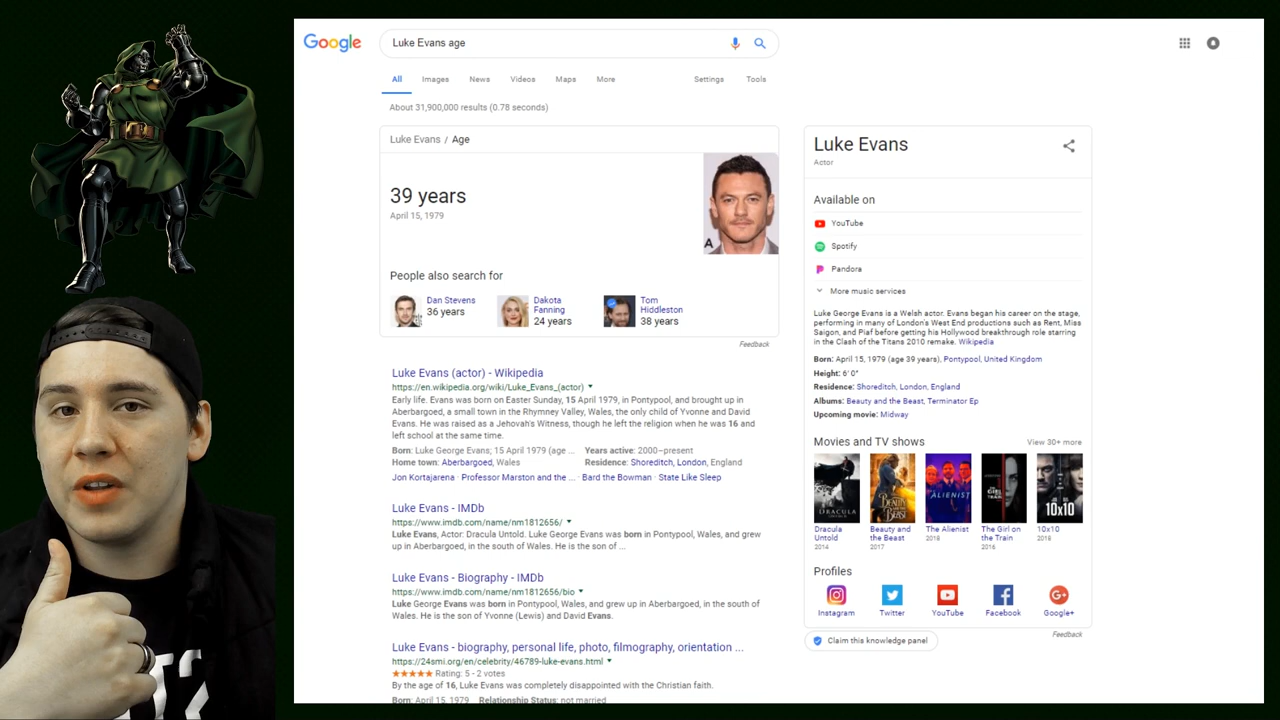 Google
Luke Evans age
All
Images
News
Videos
Maps
More
Settings
Tools
About 31,900,000 results (0.78 seconds)
Luke Evans / Age
39 years
April 15, 1979
A
People also search for
Dan Stevens
36 years
Dakota
Fanning
24 years
Tom
Hiddleston
38 years
Feedback
Luke Evans (actor) - Wikipedia
https://en.wikipedia.org/wiki/Luke_Evans_(actor)
Early life. Evans was born on Easter Sunday, 15 April 1979, in Pontypool, and brought up in
Aberbargoed, a small town in the Rhymney Valley, Wales, the only child of Yvonne and David
Evans. He was raised as a Jehovah's Witness, though he left the religion when he was 16 and
left school at the same time.
Born: Luke George Evans; 15 April 1979 (age ... Years active: 2000–present
Home town: Aberbargoed, Wales Residence: Shoreditch, London, England
Jon Kortajarena · Professor Marston and the ... · Bard the Bowman · State Like Sleep
Luke Evans - IMDb
https://www.imdb.com/name/nm1812656/
Luke Evans, Actor: Dracula Untold. Luke George Evans was born in Pontypool, Wales, and grew
up in Aberbargoed, in the south of Wales. He is the son of ...
Luke Evans - Biography - IMDb
https://www.imdb.com/name/nm1812656/bio
Luke George Evans was born in Pontypool, Wales, and grew up in Aberbargoed, in the south of
Wales. He is the son of Yvonne (Lewis) and David Evans.
Luke Evans - biography, personal life, photo, filmography, orientation ...
https://24smi.org/en/celebrity/46789-luke-evans.html
Rating: 5 - 2 votes
By the age of 16, Luke Evans was completely disappointed with the Christian faith.
Born: April 15, 1979 Relationship Status: not married
Luke Evans
Actor
Available on
YouTube
Spotify
Pandora
More music services
Luke George Evans is a Welsh actor. Evans began his career on the stage,
performing in many of London's West End productions such as Rent, Miss
Saigon, and Piaf before getting his Hollywood breakthrough role starring
in the Clash of the Titans 2010 remake. Wikipedia
Born: April 15, 1979 (age 39 years), Pontypool, United Kingdom
Height: 6' 0"
Residence: Shoreditch, London, England
Albums: Beauty and the Beast, Terminator Ep
Upcoming movie: Midway
Movies and TV shows
View 30+ more
DRACULA
UNTOLD
ALIENIST
10x10
Dracula
Untold
2014
Beauty and
the Beast
2017
The Alienist
2018
The Girl on
the Train
2016
10x10
2018
Profiles
Instagram
Twitter
YouTube
Facebook
Google+
Feedback
Claim this knowledge panel